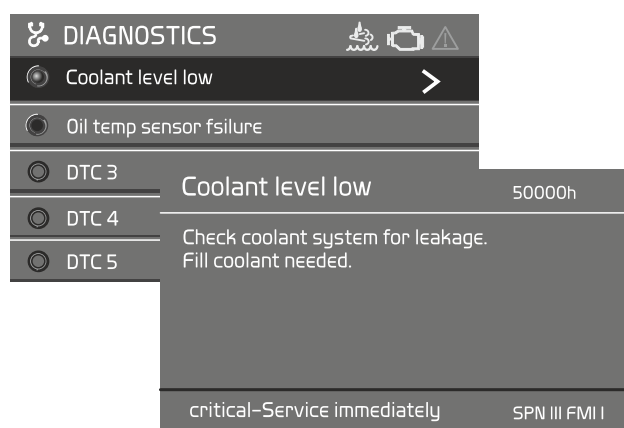 DIAGNOSTICS
Coolant level low
Oil temp sensor fsilure
DTC 3
DTC 4
DTC 5
Coolant level low
50000h
Check coolant system for leakage.
Fill coolant needed.
critical-Service immediately
SPN III FMI I